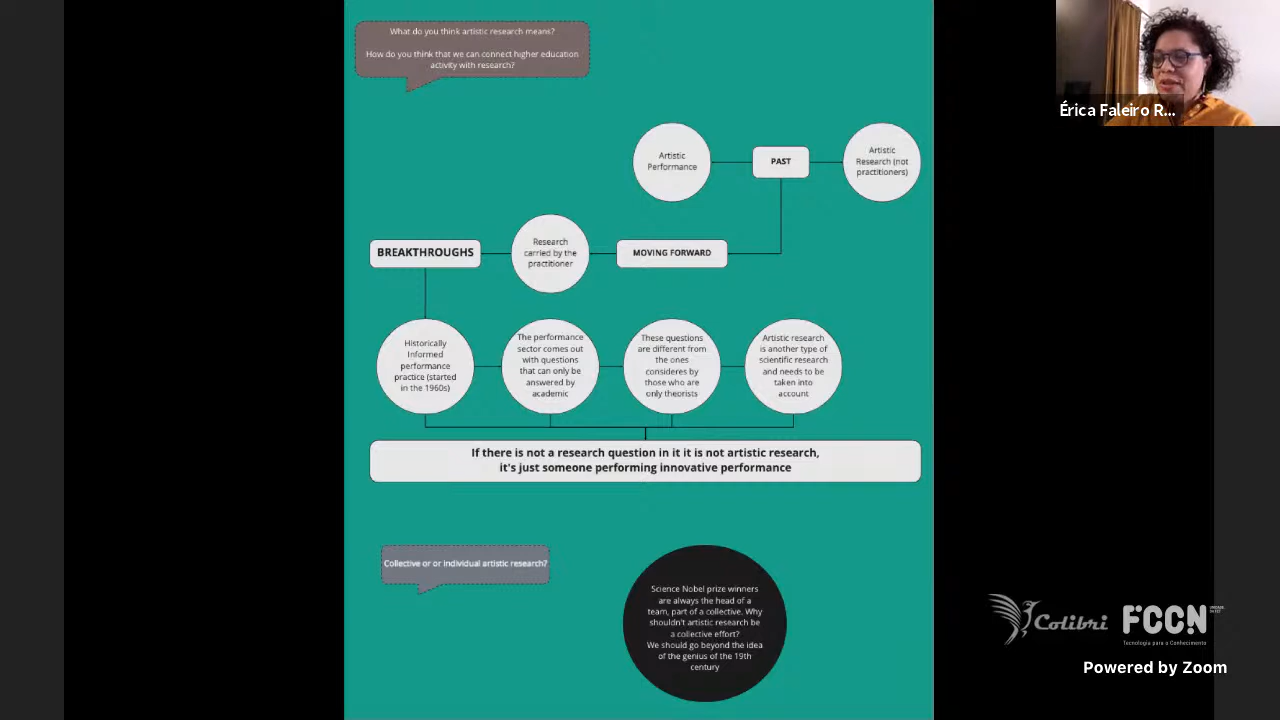 What do you think artistic research means?
How do you think that we can connect higher education
activity with research?
Érica Faleiro R...
Artistic
Performance
PAST
Artistic
Research (not
practitioners)
BREAKTHROUGHS
Research
carried by the
practitioner
MOVING FORWARD
Historically
Informed
performance
practice (started
in the 1960s)
The performance
sector comes out
with questions
that can only be
answered by
academic
These questions
are different from
the ones
consideres by
those who are
only theorists
Artistic research
is another type of
scientific research
and needs to be
taken into
account
If there is not a research question in it it is not artistic research,
it's just someone performing innovative performance
Collective or or individual artistic research?
Science Nobel prize winners
are always the head of a
team, part of a collective. Why
shouldn't artistic research be
a collective effort?
We should go beyond the idea
of the genius of the 19th
century
Colibri
FCCN
Tecnologia para o Conhecimento
Powered by Zoom